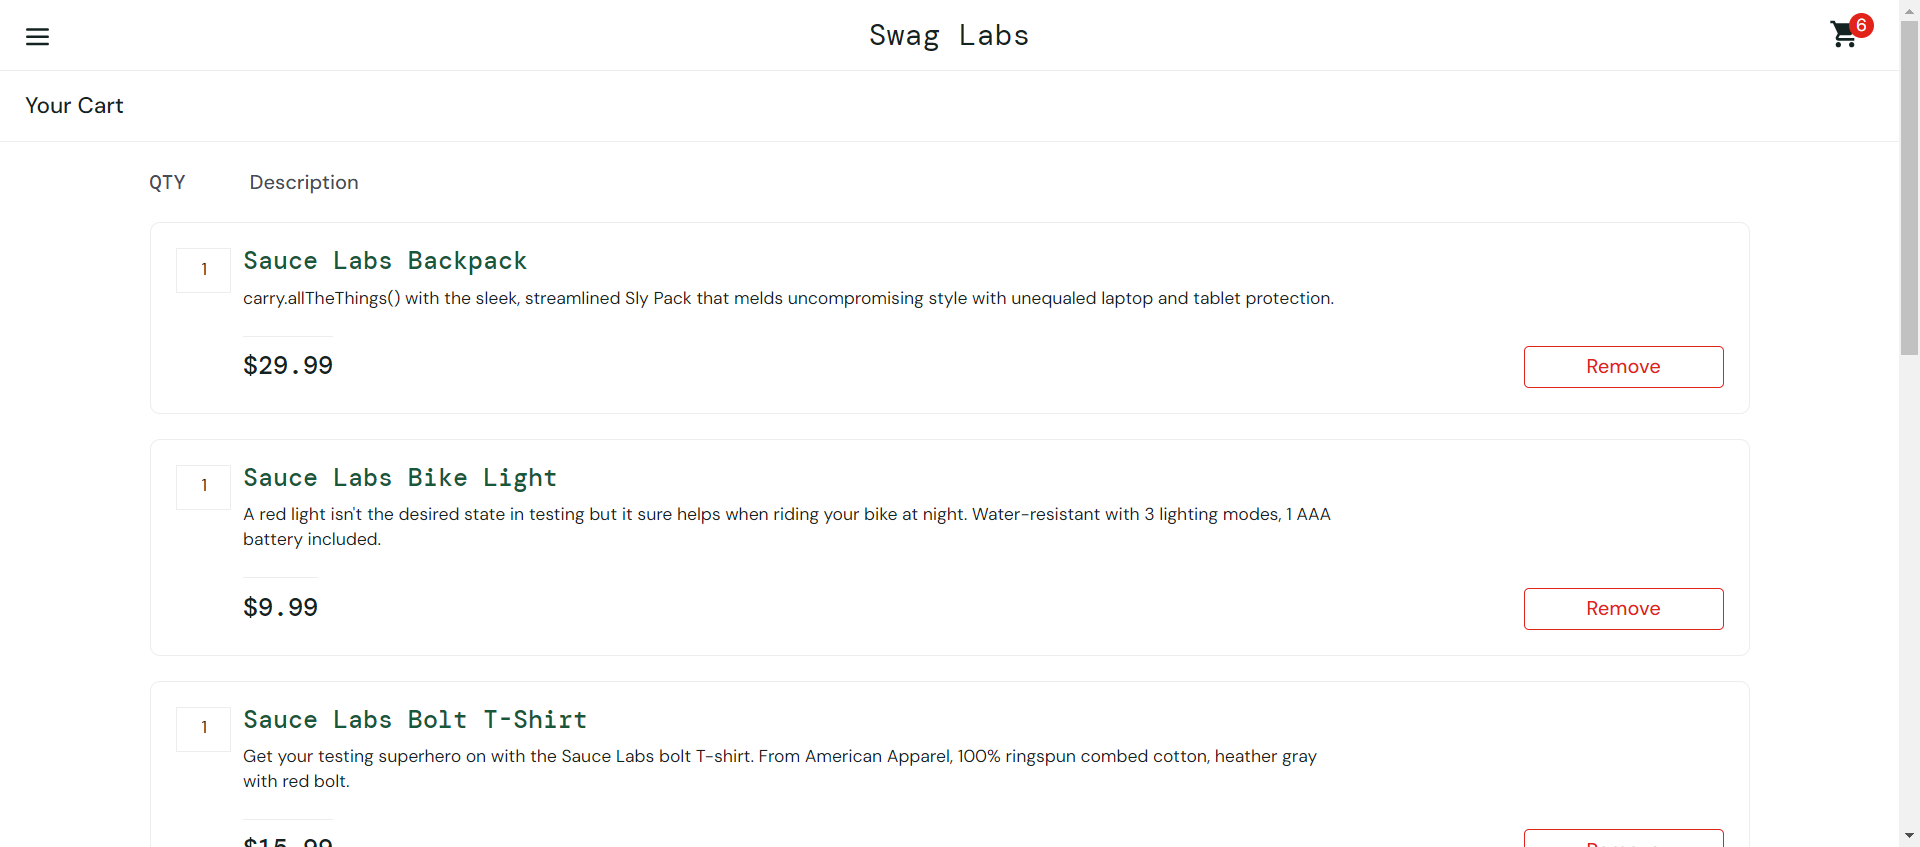 Swag Labs
6
Your Cart
QTY Description
1
Sauce Labs Backpack
carry.allTheThings() with the sleek, streamlined Sly Pack that melds uncompromising style with unequaled laptop and tablet protection.
$29.99
Remove
1
Sauce Labs Bike Light
A red light isn't the desired state in testing but it sure helps when riding your bike at night. Water-resistant with 3 lighting modes, 1 AAA
battery included.
$9.99
Remove
1
Sauce Labs Bolt T-Shirt
Get your testing superhero on with the Sauce Labs bolt T-shirt. From American Apparel, 100% ringspun combed cotton, heather gray
with red bolt.
$15.99
Remove